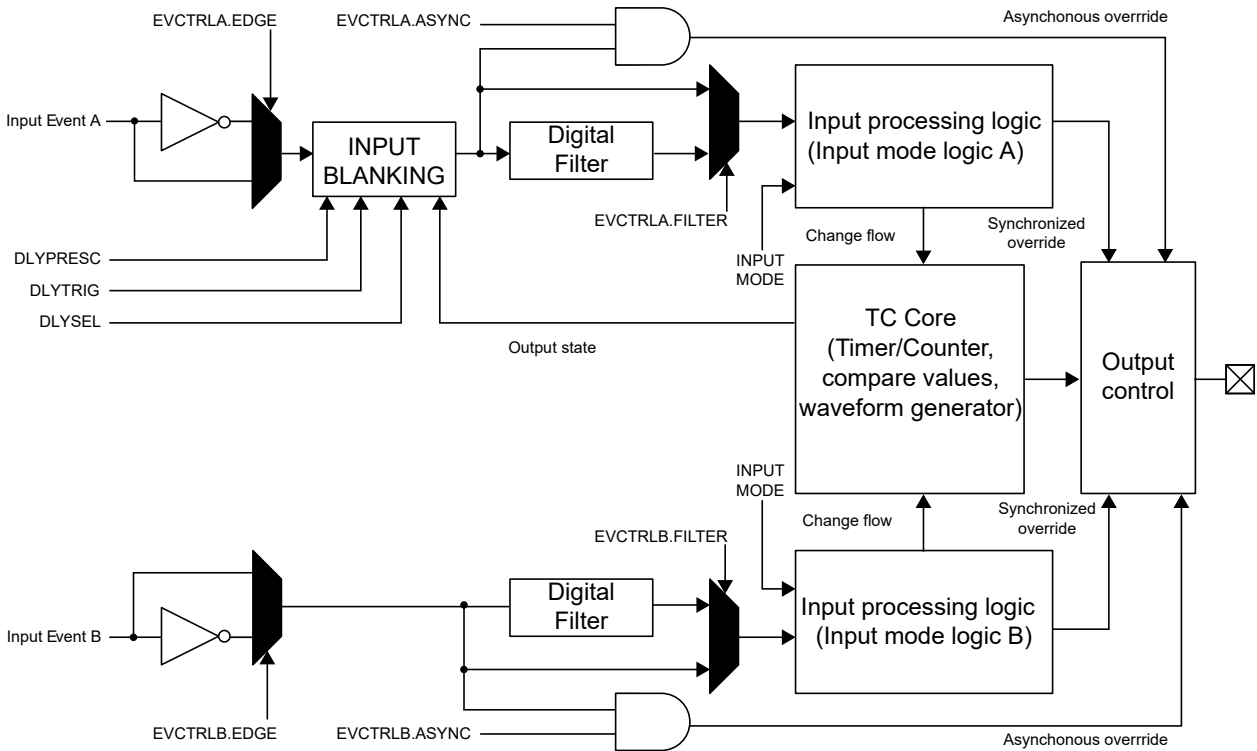 EVCTRLA.EDGE
EVCTRLA.ASYNC
Asynchonous overrride
Input Event A
INPUT
BLANKING
Digital
Filter
Input processing logic
(Input mode logic A)
EVCTRLA.FILTER
Change flow
Synchronized
override
INPUT
MODE
DLYPRESC
DLYTRIG
DLYSEL
Output state
TC Core
(Timer/Counter,
compare values,
waveform generator)
Output
control
INPUT
MODE
Change flow
Synchronized
override
EVCTRLB.FILTER
Digital
Filter
Input processing logic
(Input mode logic B)
Input Event B
EVCTRLB.EDGE
EVCTRLB.ASYNC
Asynchonous overrride